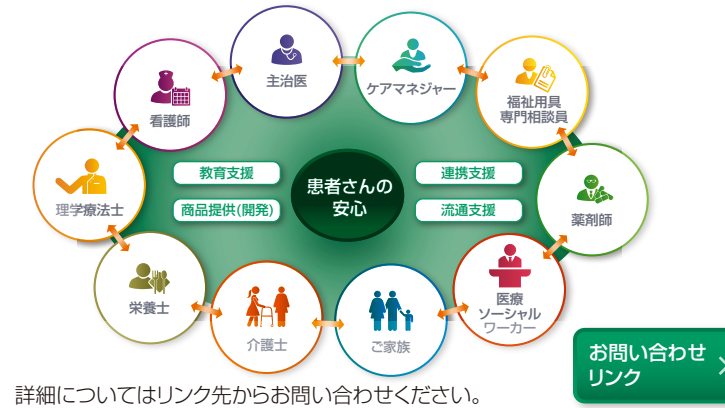 主治医
ケアマネジャー
看護師
福祉用具
専門相談員
教育支援
連携支援
患者さんの
安心
理学療法士
商品提供(開発)
流通支援
薬剤師
栄養士
医療
ソーシャル
ワーカー
介護士
ご家族
お問い合わせ
リンク
詳細についてはリンク先からお問い合わせください。